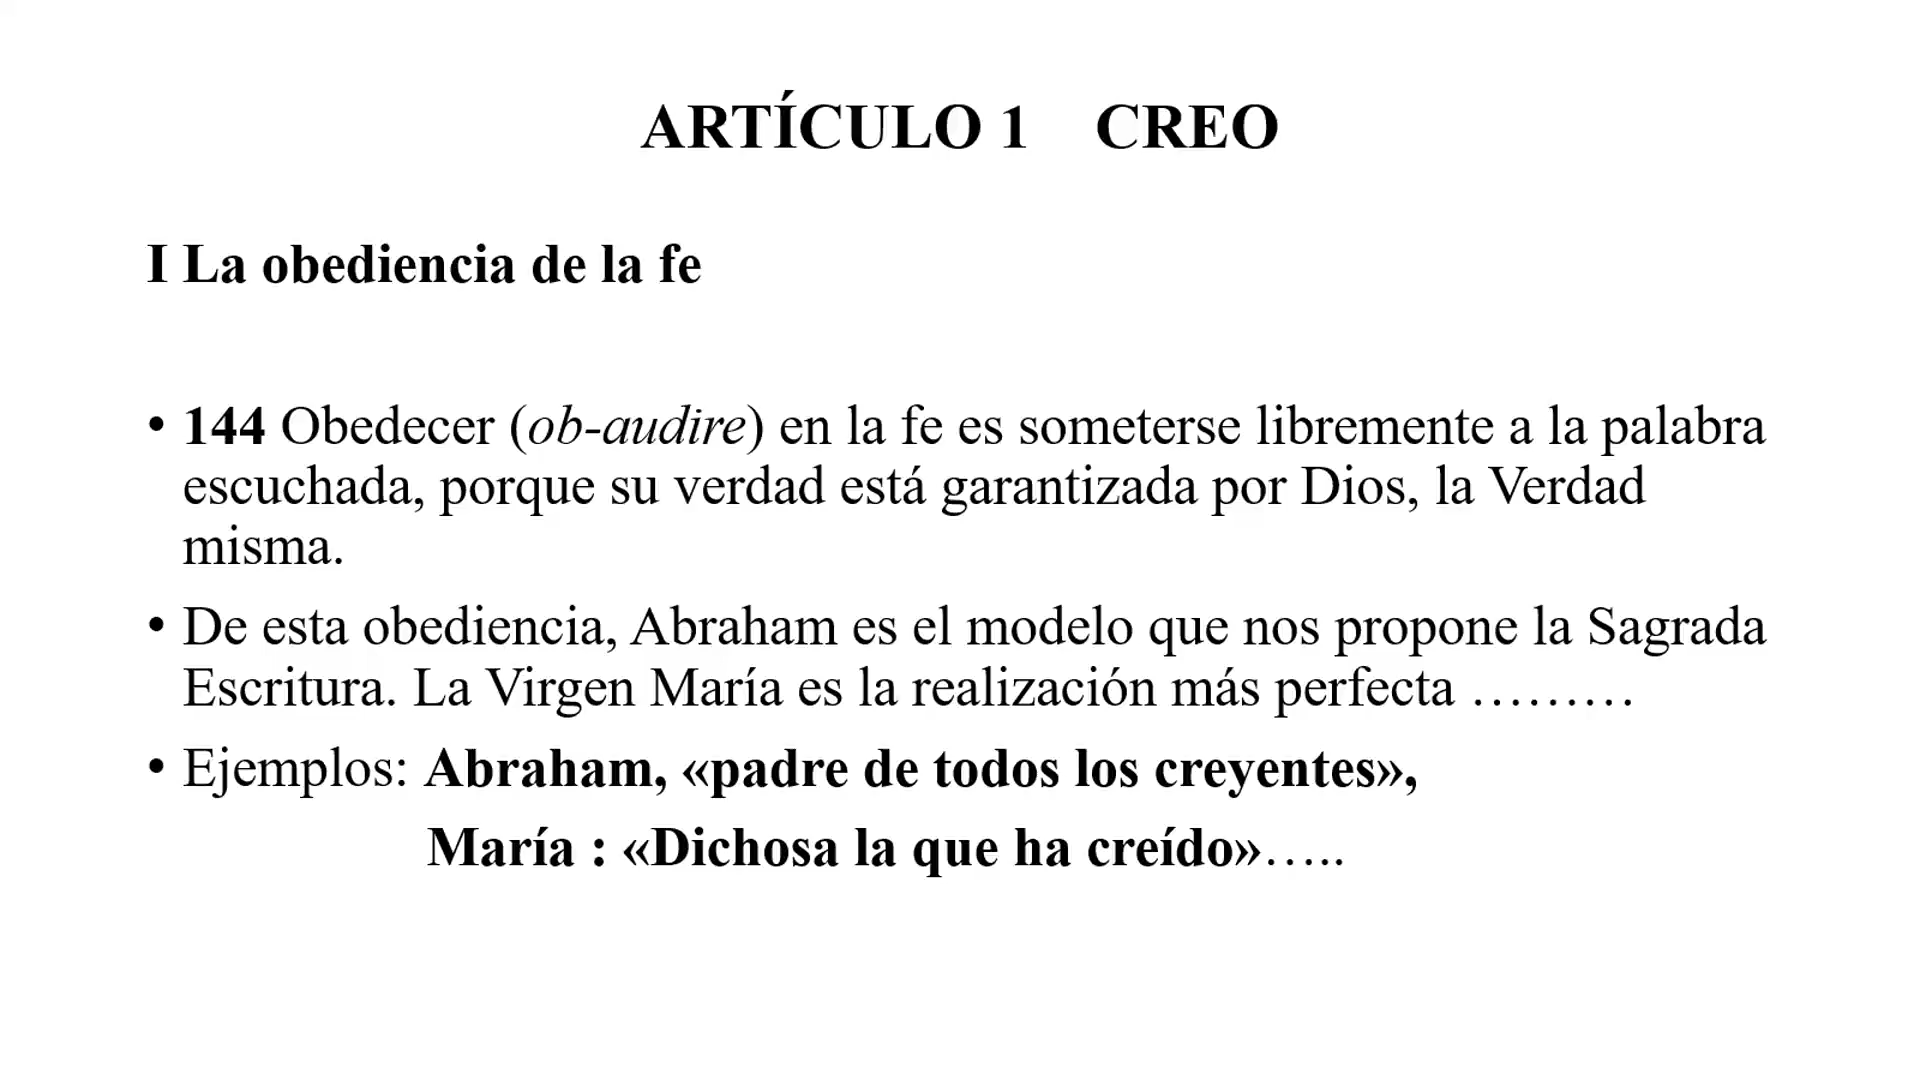 ARTÍCULO 1 CREO
I La obediencia de la fe
• 144 Obedecer (ob-audire) en la fe es someterse libremente a la palabra
escuchada, porque su verdad está garantizada por Dios, la Verdad
misma.
• De esta obediencia, Abraham es el modelo que nos propone la Sagrada
Escritura. La Virgen María es la realización más perfecta ………
• Ejemplos: Abraham, «padre de todos los creyentes»,
María : «Dichosa la que ha creído»…..